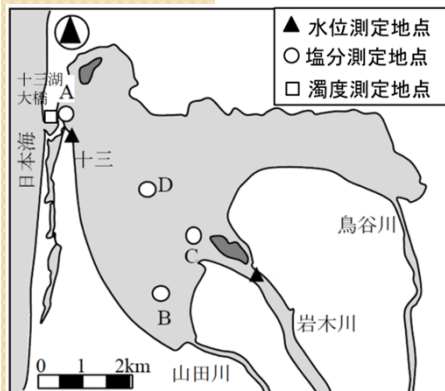 ▲ 水位測定地点
○ 塩分測定地点
□ 濁度測定地点
十三湖
大橋
A
日本海
十三
D
鳥谷川
C
B
岩木川
山田川
0 1 2km